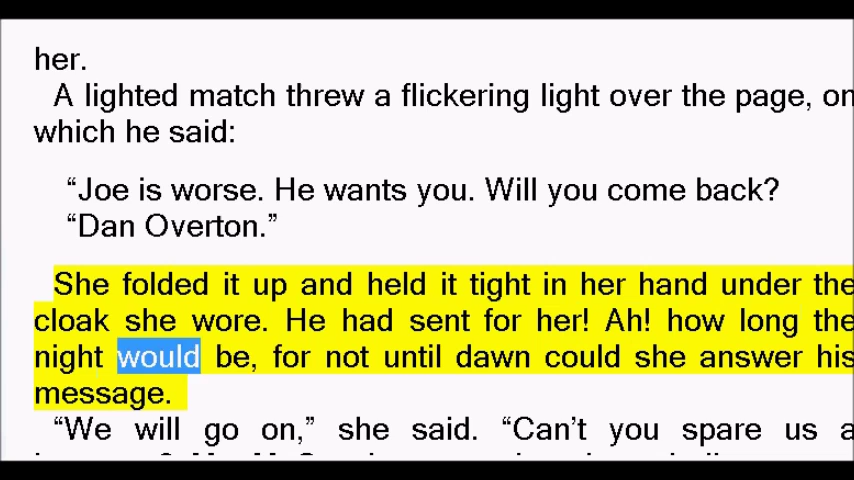 her.
A lighted match threw a flickering light over the page, on
which he said:
“Joe is worse. He wants you. Will you come back?
“Dan Overton.”
She folded it up and held it tight in her hand under the
cloak she wore. He had sent for her! Ah! how long the
night would be, for not until dawn could she answer his
message.
“We will go on,” she said. “Can’t you spare us a